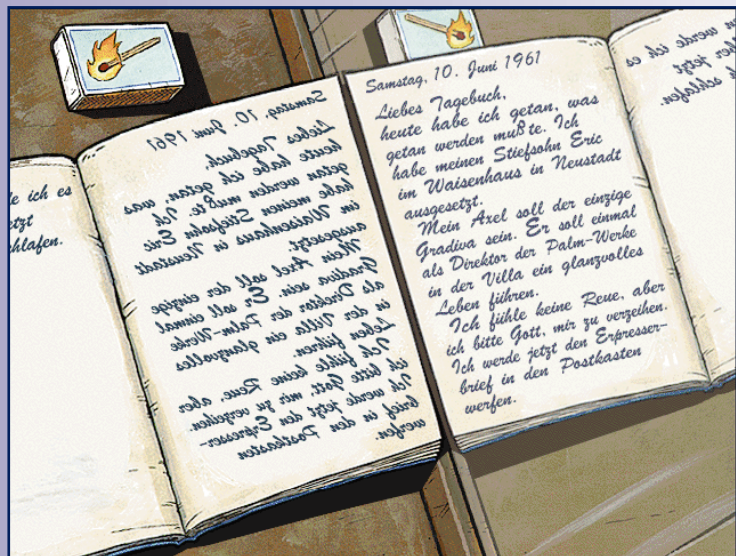 de ich es
etzt
hlafen.
Samstag, 10. Juni 1961
Liebes Tagebuch,
heute habe ich getan, was
getan werden mußte. Ich
habe meinen Stiefsohn Eric
im Waisenhaus in Neustadt
ausgesetzt.
Mein Axel soll der einzige
Gradiva sein. Er soll einmal
als Direktor der Palm-Werke
in der Villa ein glanzvolles
Leben führen.
Ich fühle keine Reue, aber
ich bitte Gott, mir zu verzeihen.
Ich werde jetzt den Erpresser-
brief in den Postkasten
werfen.
Samstag, 10. Juni 1961
Liebes Tagebuch,
heute habe ich getan, was
getan werden mußte. Ich
habe meinen Stiefsohn Eric
im Waisenhaus in Neustadt
ausgesetzt.
Mein Axel soll der einzige
Gradiva sein. Er soll einmal
als Direktor der Palm-Werke
in der Villa ein glanzvolles
Leben führen.
Ich fühle keine Reue, aber
ich bitte Gott, mir zu verzeihen.
Ich werde jetzt den Erpresser-
brief in den Postkasten
werfen.
n werde ich es
ber jetzt
ch schlafen.